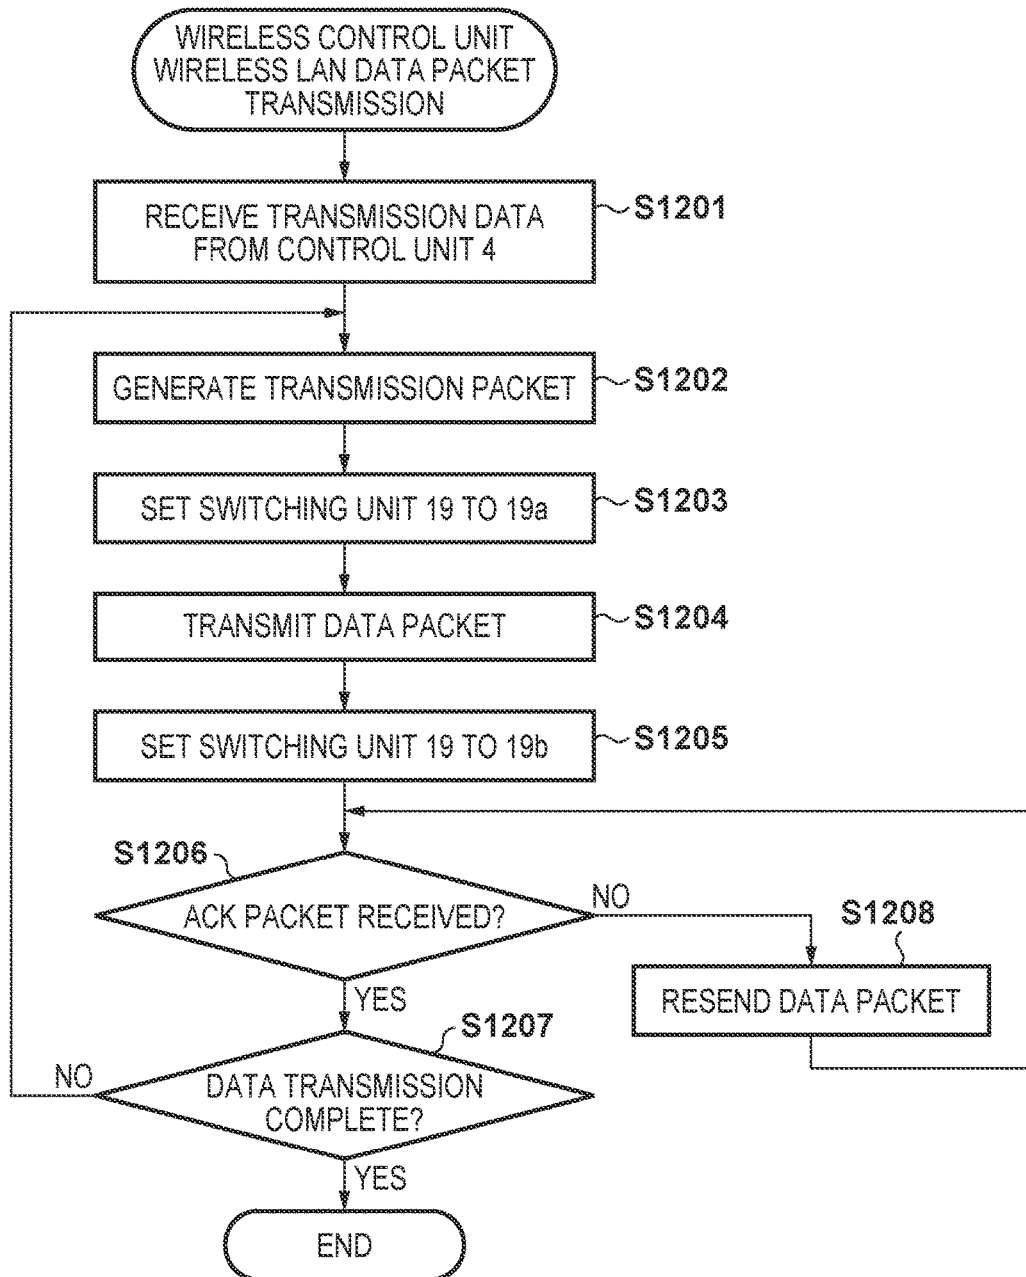 WIRELESS CONTROL UNIT
WIRELESS LAN DATA PACKET
TRANSMISSION
RECEIVE TRANSMISSION DATA
FROM CONTROL UNIT 4
S1201
GENERATE TRANSMISSION PACKET
S1202
SET SWITCHING UNIT 19 TO 19a
S1203
TRANSMIT DATA PACKET
S1204
SET SWITCHING UNIT 19 TO 19b
S1205
S1206
ACK PACKET RECEIVED?
NO
S1208
RESEND DATA PACKET
YES
S1207
NO
DATA TRANSMISSION
COMPLETE?
YES
END